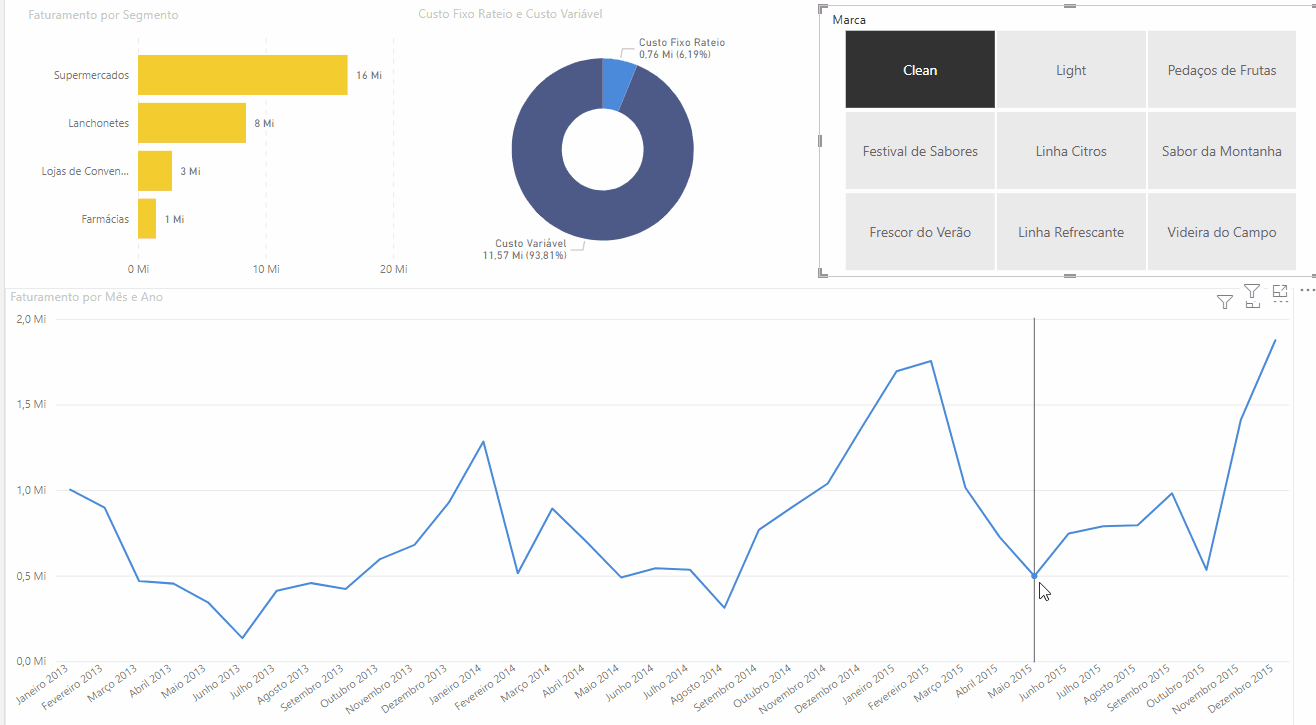 Faturamento por Segmento
Supermercados
16 Mi
Lanchonetes
8 Mi
Lojas de Conven...
3 Mi
Farmácias
1 Mi
0 Mi
10 Mi
20 Mi
Custo Fixo Rateio e Custo Variável
Custo Fixo Rateio
0,76 Mi (6,19%)
Custo Variável
11,57 Mi (93,81%)
Marca
Clean
Light
Pedaços de Frutas
Festival de Sabores
Linha Citros
Sabor da Montanha
Frescor do Verão
Linha Refrescante
Videira do Campo
Faturamento por Mês e Ano
2,0 Mi
1,5 Mi
1,0 Mi
0,5 Mi
0,0 Mi
Janeiro 2013
Fevereiro 2013
Março 2013
Abril 2013
Maio 2013
Junho 2013
Julho 2013
Agosto 2013
Setembro 2013
Outubro 2013
Novembro 2013
Dezembro 2013
Janeiro 2014
Fevereiro 2014
Março 2014
Abril 2014
Maio 2014
Junho 2014
Julho 2014
Agosto 2014
Setembro 2014
Outubro 2014
Novembro 2014
Dezembro 2014
Janeiro 2015
Fevereiro 2015
Março 2015
Abril 2015
Maio 2015
Junho 2015
Julho 2015
Agosto 2015
Setembro 2015
Outubro 2015
Novembro 2015
Dezembro 2015